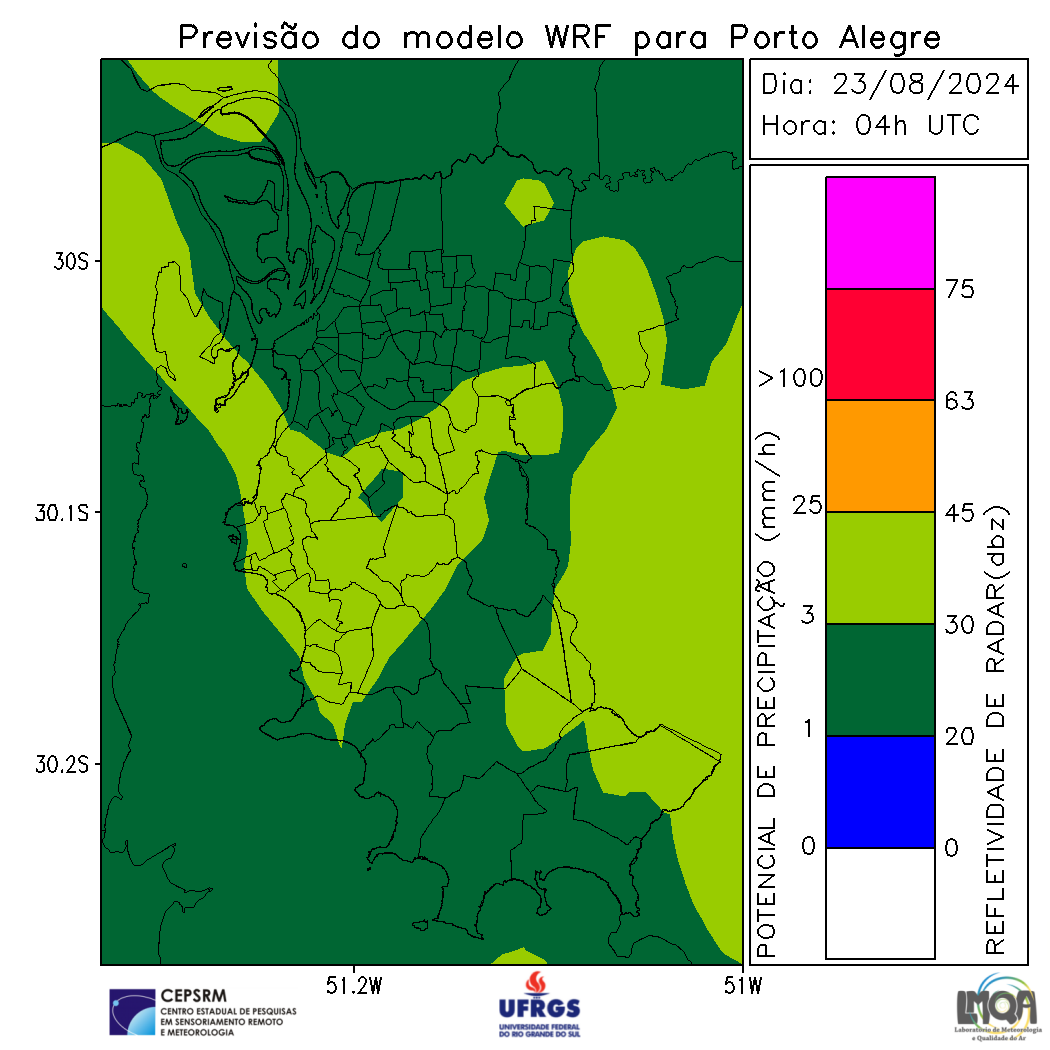 Previsão do modelo WRF para Porto Alegre
Dia: 23/08/2024
Hora: 04h UTC
30S
30.1S
30.2S
51.2W
51W
POTENCIAL DE PRECIPITAÇÃO (mm/h)
>100
25
3
1
0
75
63
45
30
20
0
REFLETIVIDADE DE RADAR(dbz)
CEPSRM
CENTRO ESTADUAL DE PESQUISAS
EM SENSORIAMENTO REMOTO
E METEOROLOGIA
UFRGS
UNIVERSIDADE FEDERAL
DO RIO GRANDE DO SUL
LMQA
Laboratório de Meteorologia
e Qualidade do Ar